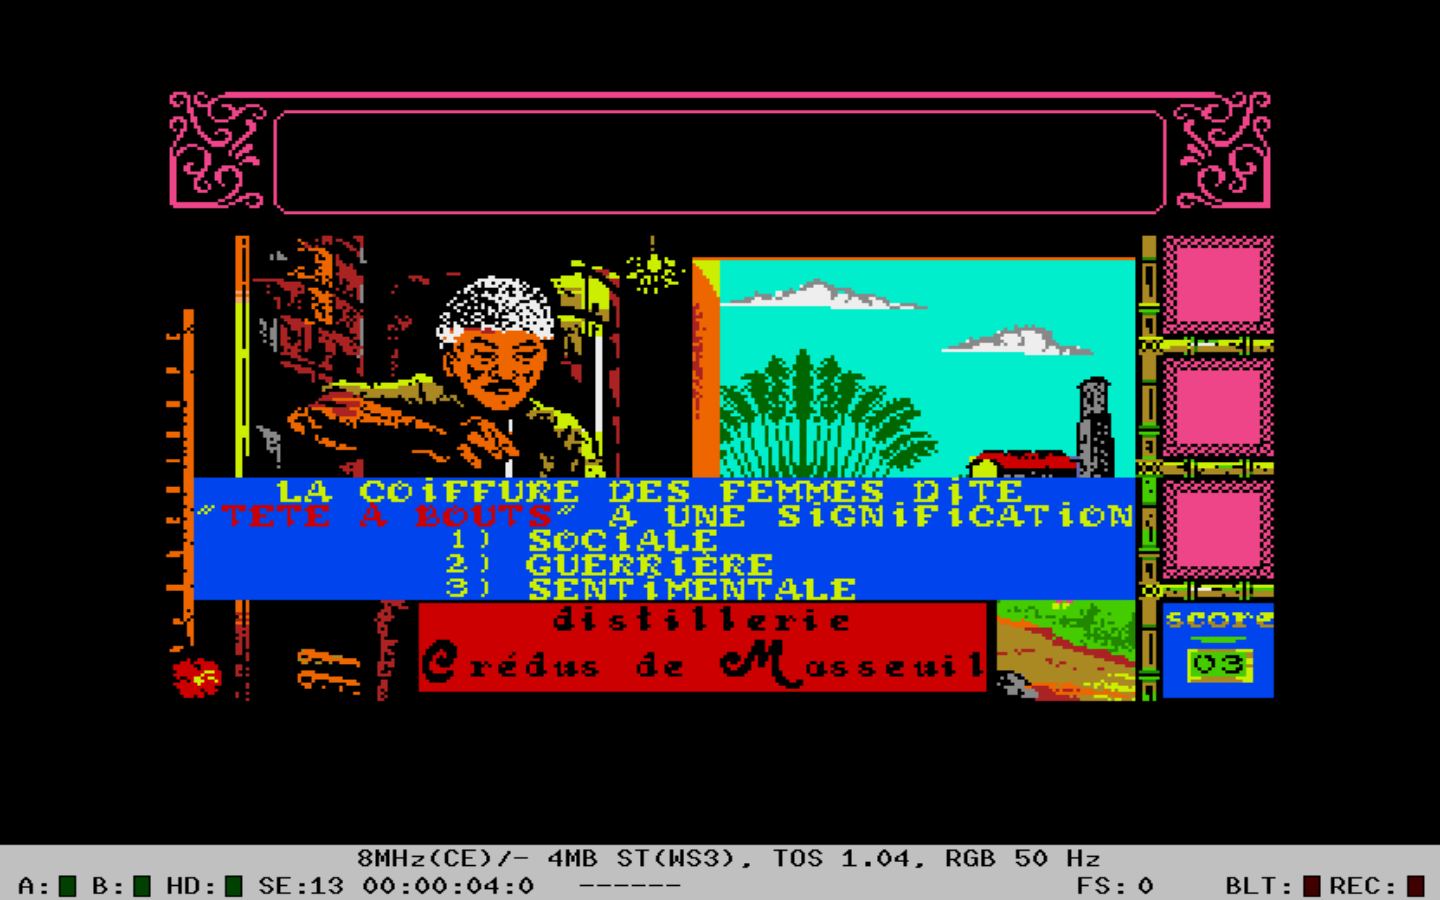 LA COiFFURE DES FEMMES DiTE
"TETE A BOUTS" A UNE SiGNiFiCATiON
1) SOCiALE
2) GUERRiERE
3) SENTiMENTALE
distillerie
Crédus de Masseuil
score
03
8MHz(CE)/- 4MB ST(WS3), TOS 1.04, RGB 50 Hz
A: B: HD: SE:13 00:00:04:0 ------ FS: 0 BLT: REC: